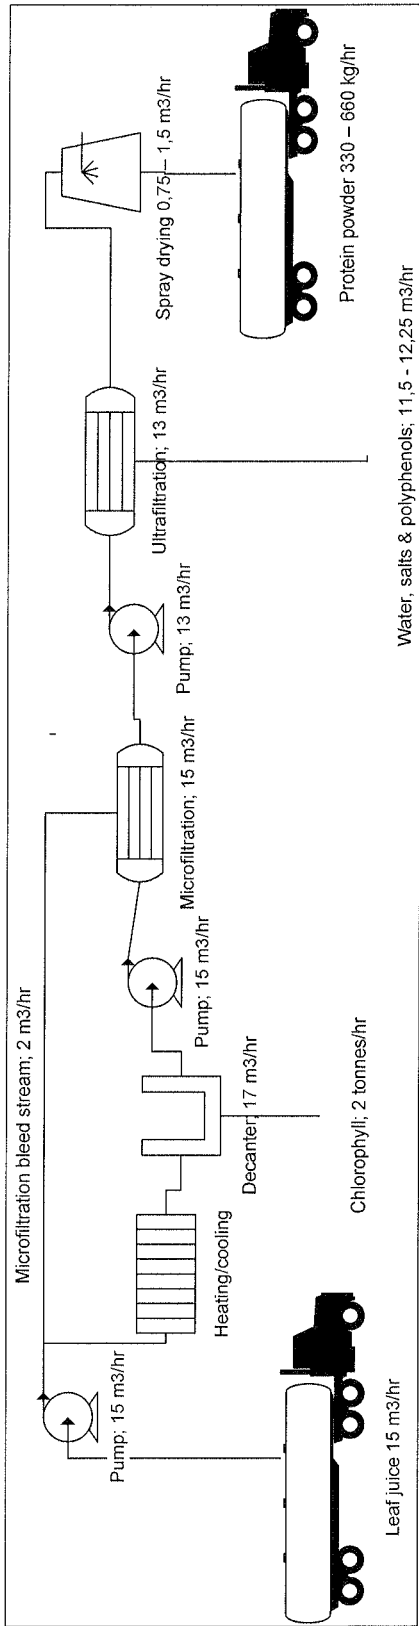 Microfiltration bleed stream; 2 m3/hr
Pump; 15 m3/hr
Leaf juice 15 m3/hr
Heating/cooling
Decanter; 17 m3/hr
Chlorophyll; 2 tonnes/hr
Pump; 15 m3/hr
Microfiltration; 15 m3/hr
Pump; 13 m3/hr
Ultrafiltration; 13 m3/hr
Water, salts & polyphenols; 11,5 - 12,25 m3/hr
Spray drying 0,75 – 1,5 m3/hr
Protein powder 330 – 660 kg/hr